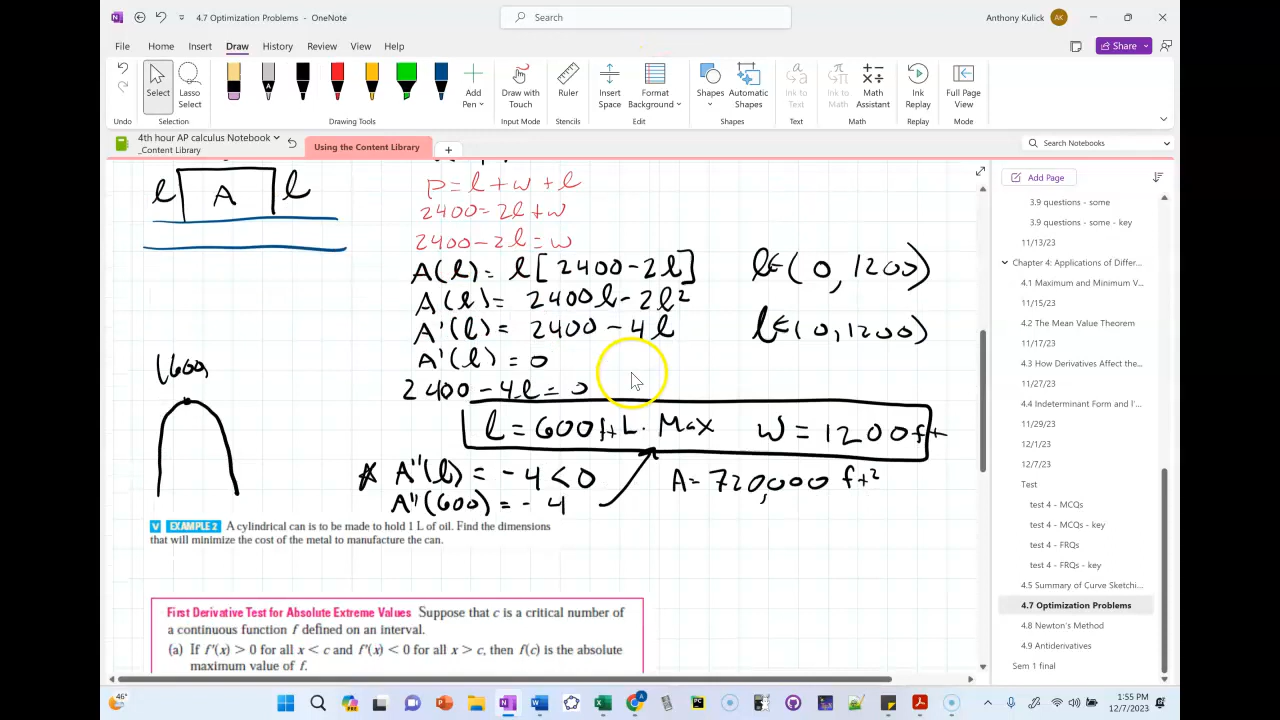 4.7 Optimization Problems - OneNote
Search
Anthony Kulick
AK
File Home Insert Draw History Review View Help
Share
Select
Lasso Select
Add Pen
Draw with Touch
Ruler
Insert Space
Format Background
Shapes
Automatic Shapes
Ink to Text
Ink to Math
Math Assistant
Ink Replay
Full Page View
Undo
Selection
Drawing Tools
Input Mode
Stencils
Edit
Shapes
Text
Math
Replay
Mode
4th hour AP calculus Notebook
_Content Library
Using the Content Library
Search Notebooks
Add Page
l A l
P = l + w + l
2400 = 2l + w
2400 - 2l = w
A(l) = l[2400 - 2l] l∈(0, 1200)
A(l) = 2400l - 2l²
A'(l) = 2400 - 4l l∈(0, 1200)
A'(l) = 0
2400 - 4l = 0
(600,
l = 600ft L. Max w = 1200ft
A''(l) = -4 < 0 A = 720,000 ft²
A''(600) = -4
V EXAMPLE 2 A cylindrical can is to be made to hold 1 L of oil. Find the dimensions
that will minimize the cost of the metal to manufacture the can.
First Derivative Test for Absolute Extreme Values Suppose that c is a critical number of
a continuous function f defined on an interval.
(a) If f'(x) > 0 for all x < c and f'(x) < 0 for all x > c, then f(c) is the absolute
maximum value of f.
3.9 questions - some
3.9 questions - some - key
11/13/23
Chapter 4: Applications of Differ...
4.1 Maximum and Minimum V...
11/15/23
4.2 The Mean Value Theorem
11/17/23
4.3 How Derivatives Affect the...
11/27/23
4.4 Indeterminant Form and l'...
11/29/23
12/1/23
12/7/23
Test
test 4 - MCQs
test 4 - MCQs - key
test 4 - FRQs
test 4 - FRQs - key
4.5 Summary of Curve Sketchi...
4.7 Optimization Problems
4.8 Newton's Method
4.9 Antiderivatives
Sem 1 final
46°
1:55 PM
12/7/2023